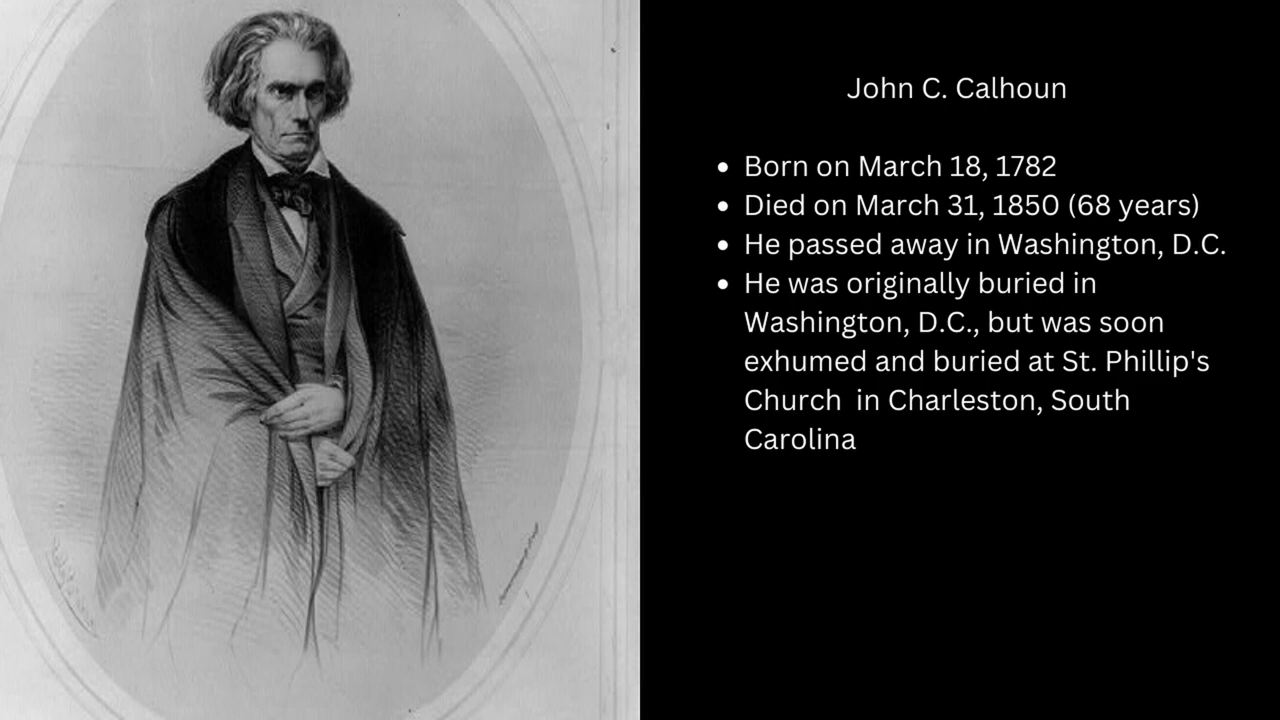 John C. Calhoun
• Born on March 18, 1782
• Died on March 31, 1850 (68 years)
• He passed away in Washington, D.C.
• He was originally buried in
Washington, D.C., but was soon
exhumed and buried at St. Phillip's
Church  in Charleston, South
Carolina